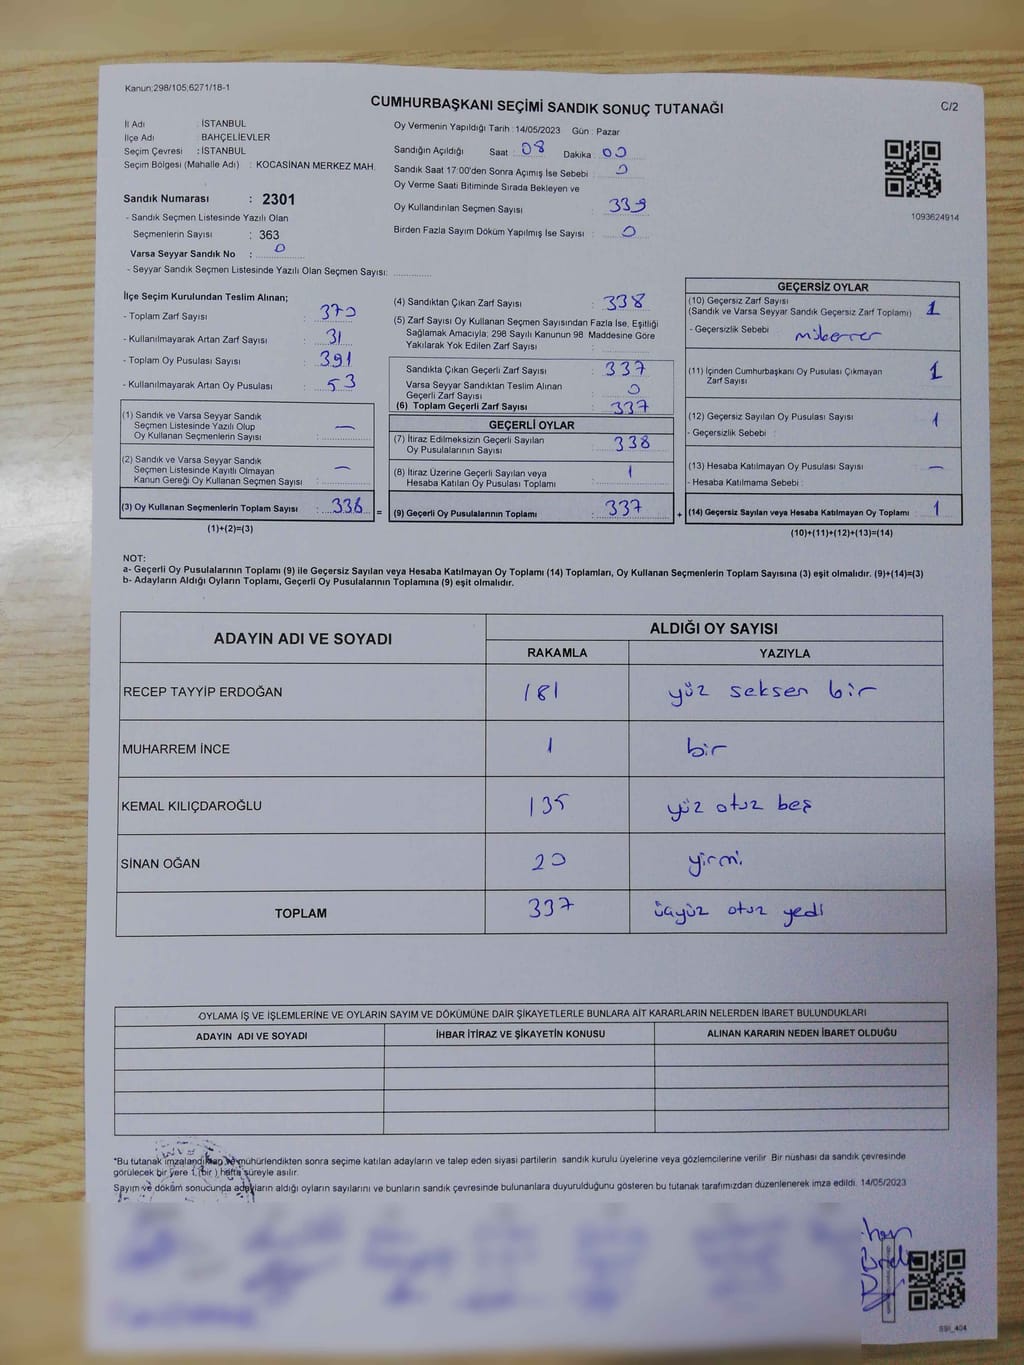 Kanun:298/105;6271/18-1
CUMHURBAŞKANI SEÇİMİ SANDIK SONUÇ TUTANAĞI
C/2
İl Adı : İSTANBUL
İlçe Adı : BAHÇELİEVLER
Seçim Çevresi : İSTANBUL
Seçim Bölgesi (Mahalle Adı) : KOCASİNAN MERKEZ MAH.
Sandık Numarası : 2301
- Sandık Seçmen Listesinde Yazılı Olan
Seçmenlerin Sayısı : 363
Varsa Seyyar Sandık No : 0
- Seyyar Sandık Seçmen Listesinde Yazılı Olan Seçmen Sayısı:
Oy Vermenin Yapıldığı Tarih : 14/05/2023 Gün : Pazar
Sandığın Açıldığı Saat : 08 Dakika : 00
Sandık Saat 17:00'den Sonra Açımış İse Sebebi : 0
Oy Verme Saati Bitiminde Sırada Bekleyen ve
Oy Kullandırılan Seçmen Sayısı : 339
Birden Fazla Sayım Döküm Yapılmış İse Sayısı : 0
1093624914
İlçe Seçim Kurulundan Teslim Alınan;
- Toplam Zarf Sayısı : 370
- Kullanılmayarak Artan Zarf Sayısı : 31
- Toplam Oy Pusulası Sayısı : 391
- Kullanılmayarak Artan Oy Pusulası : 53
(1) Sandık ve Varsa Seyyar Sandık
Seçmen Listesinde Yazılı Olup
Oy Kullanan Seçmenlerin Sayısı : —
(2) Sandık ve Varsa Seyyar Sandık
Seçmen Listesinde Kayıtlı Olmayan
Kanun Gereği Oy Kullanan Seçmen Sayısı : —
(3) Oy Kullanan Seçmenlerin Toplam Sayısı : 338 =
(1)+(2)=(3)
(4) Sandıktan Çıkan Zarf Sayısı : 338
(5) Zarf Sayısı Oy Kullanan Seçmen Sayısından Fazla İse, Eşitliği
Sağlamak Amacıyla; 298 Sayılı Kanunun 98. Maddesine Göre
Yakılarak Yok Edilen Zarf Sayısı :
Sandıkta Çıkan Geçerli Zarf Sayısı : 337
Varsa Seyyar Sandıktan Teslim Alınan
Geçerli Zarf Sayısı : 0
(6) Toplam Geçerli Zarf Sayısı : 337
GEÇERLİ OYLAR
(7) İtiraz Edilmeksizin Geçerli Sayılan
Oy Pusulalarının Sayısı : 338
(8) İtiraz Üzerine Geçerli Sayılan veya
Hesaba Katılan Oy Pusulası Toplamı : 1
(9) Geçerli Oy Pusulalarının Toplamı : 337 +
GEÇERSİZ OYLAR
(10) Geçersiz Zarf Sayısı
(Sandık ve Varsa Seyyar Sandık Geçersiz Zarf Toplamı) : 1
- Geçersizlik Sebebi :
(11) İçinden Cumhurbaşkanı Oy Pusulası Çıkmayan
Zarf Sayısı : 1
(12) Geçersiz Sayılan Oy Pusulası Sayısı : 1
- Geçersizlik Sebebi :
(13) Hesaba Katılmayan Oy Pusulası Sayısı : —
- Hesaba Katılmama Sebebi :
(14) Geçersiz Sayılan veya Hesaba Katılmayan Oy Toplamı : 1
(10)+(11)+(12)+(13)=(14)
NOT:
a- Geçerli Oy Pusulalarının Toplamı (9) ile Geçersiz Sayılan veya Hesaba Katılmayan Oy Toplamı (14) Toplamları, Oy Kullanan Seçmenlerin Toplam Sayısına (3) eşit olmalıdır. (9)+(14)=(3)
b- Adayların Aldığı Oyların Toplamı, Geçerli Oy Pusulalarının Toplamına (9) eşit olmalıdır.
ADAYIN ADI VE SOYADI
ALDIĞI OY SAYISI
RAKAMLA YAZIYLA
RECEP TAYYİP ERDOĞAN 181 yüz seksen bir
MUHARREM İNCE 1 bir
KEMAL KILIÇDAROĞLU 135 yüz otuz beş
SİNAN OĞAN 20 yirmi
TOPLAM 337 üçyüz otuz yedi
OYLAMA İŞ VE İŞLEMLERİNE VE OYLARIN SAYIM VE DÖKÜMÜNE DAİR ŞİKAYETLERLE BUNLARA AİT KARARLARIN NELERDEN İBARET BULUNDUKLARI
ADAYIN ADI VE SOYADI İHBAR İTİRAZ VE ŞİKAYETİN KONUSU ALINAN KARARIN NEDEN İBARET OLDUĞU
*Bu tutanak imzalandıktan ve mühürlendikten sonra seçime katılan adayların ve talep eden siyasi partilerin sandık kurulu üyelerine veya gözlemcilerine verilir. Bir nüshası da sandık çevresinde
görülecek bir yere 1 (bir) hafta süreyle asılır.
Sayım ve döküm sonucunda adayların aldığı oyların sayılarını ve bunların sandık çevresinde bulunanlara duyurulduğunu gösteren bu tutanak tarafımızdan düzenlenerek imza edildi. 14/05/2023
SSI_404